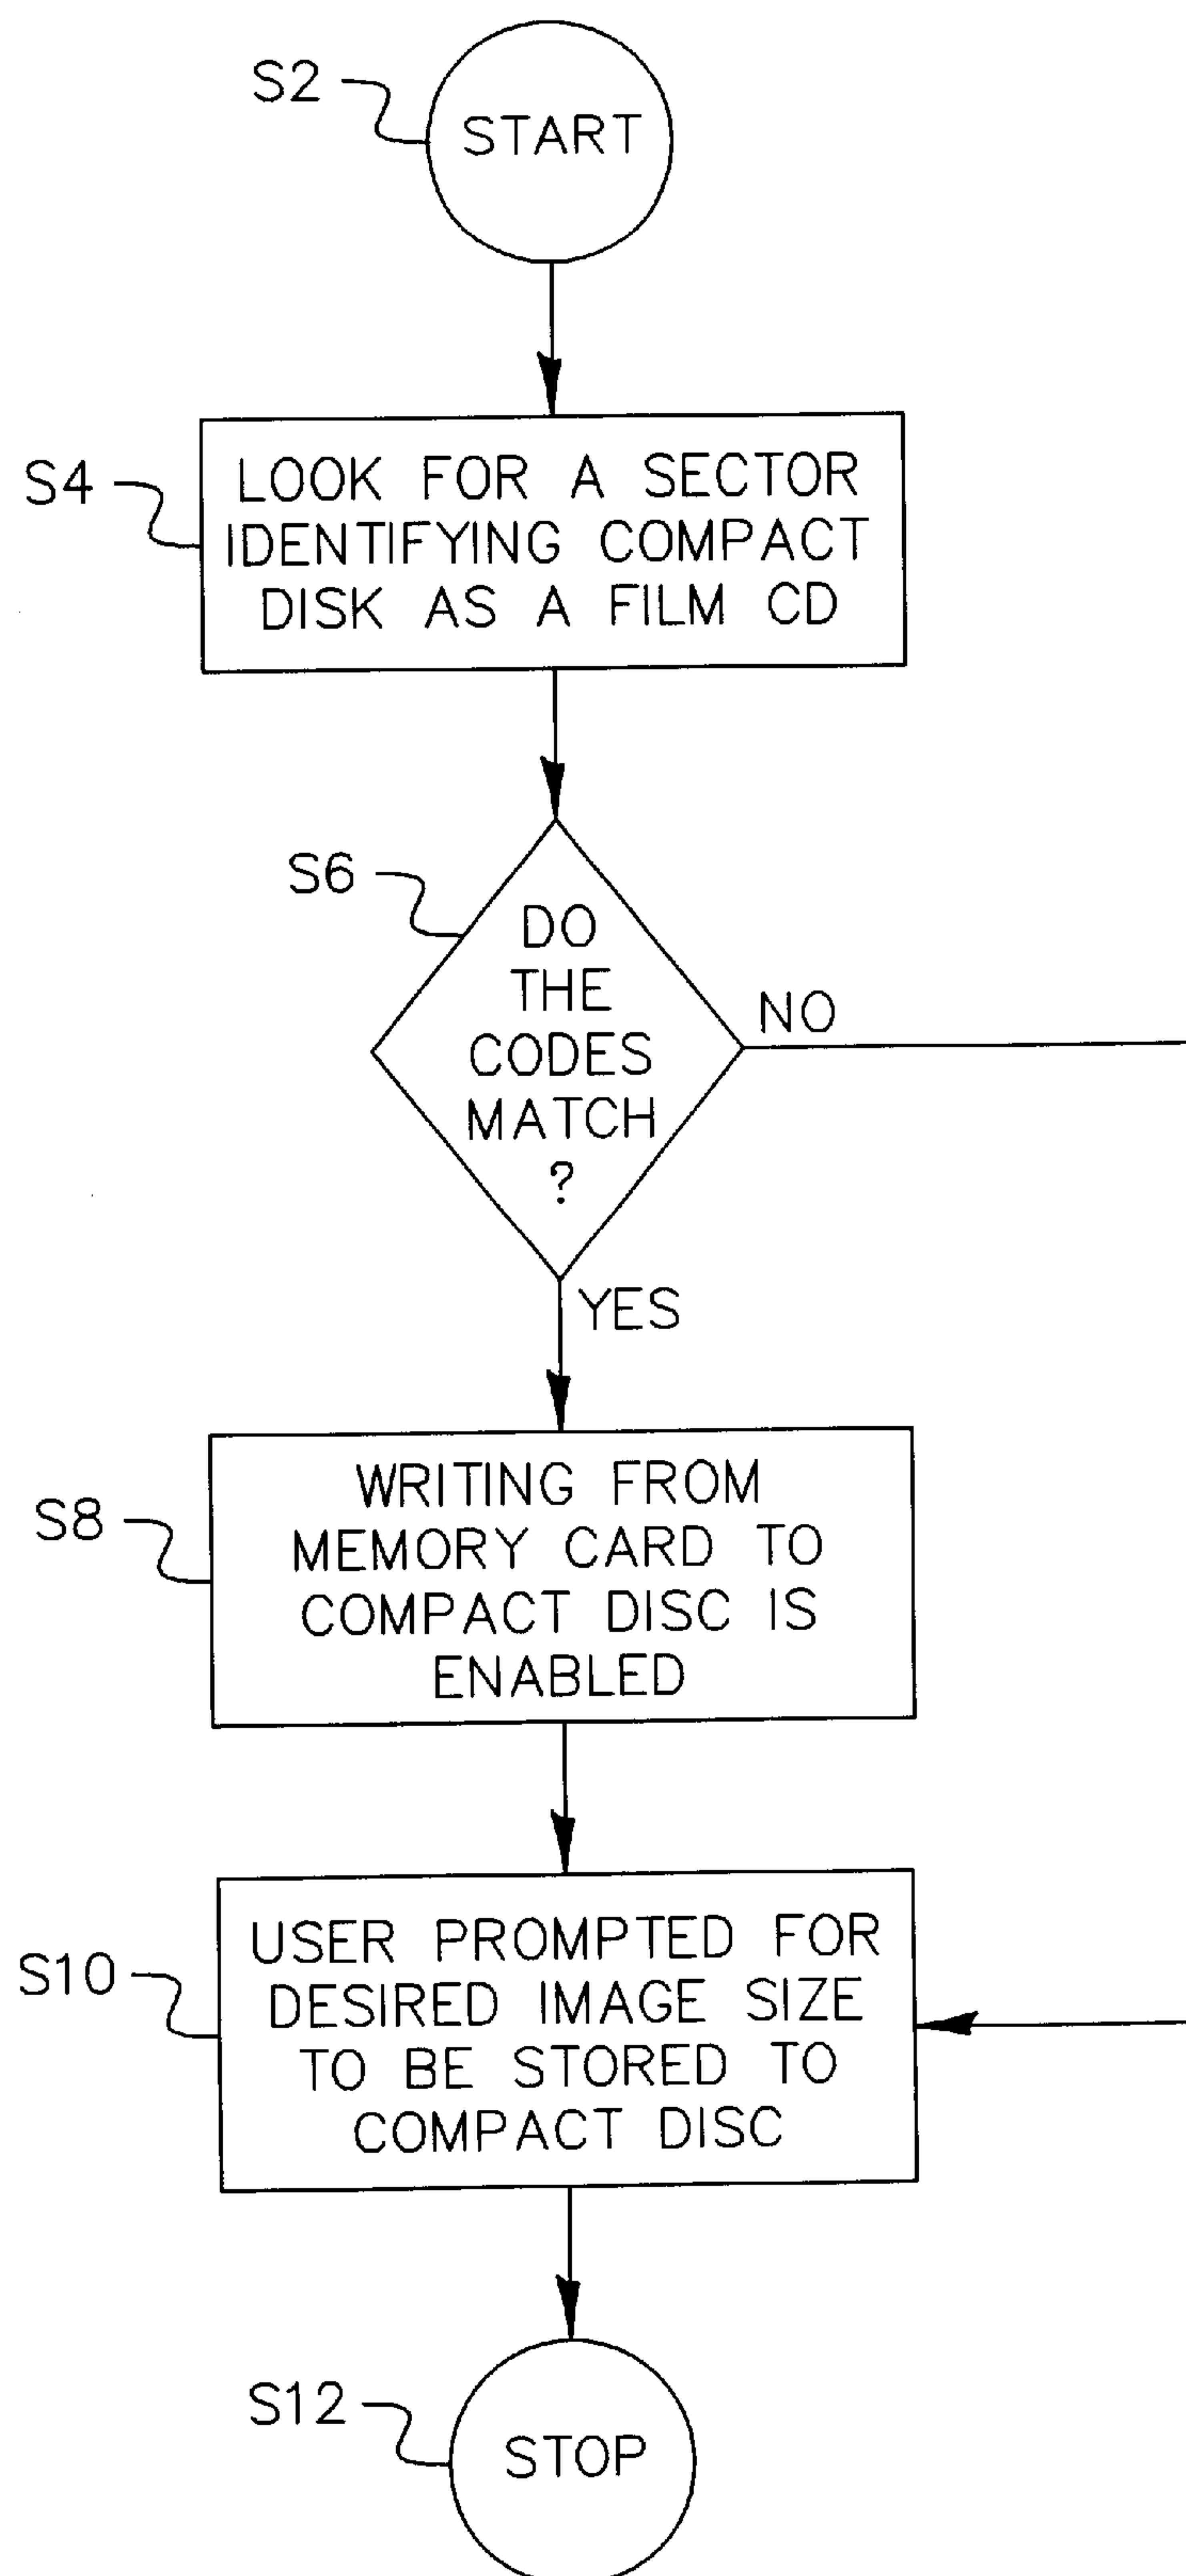 S2
START
S4
LOOK FOR A SECTOR
IDENTIFYING COMPACT
DISK AS A FILM CD
S6
DO
THE
CODES
MATCH
?
NO
YES
S8
WRITING FROM
MEMORY CARD TO
COMPACT DISC IS
ENABLED
S10
USER PROMPTED FOR
DESIRED IMAGE SIZE
TO BE STORED TO
COMPACT DISC
S12
STOP